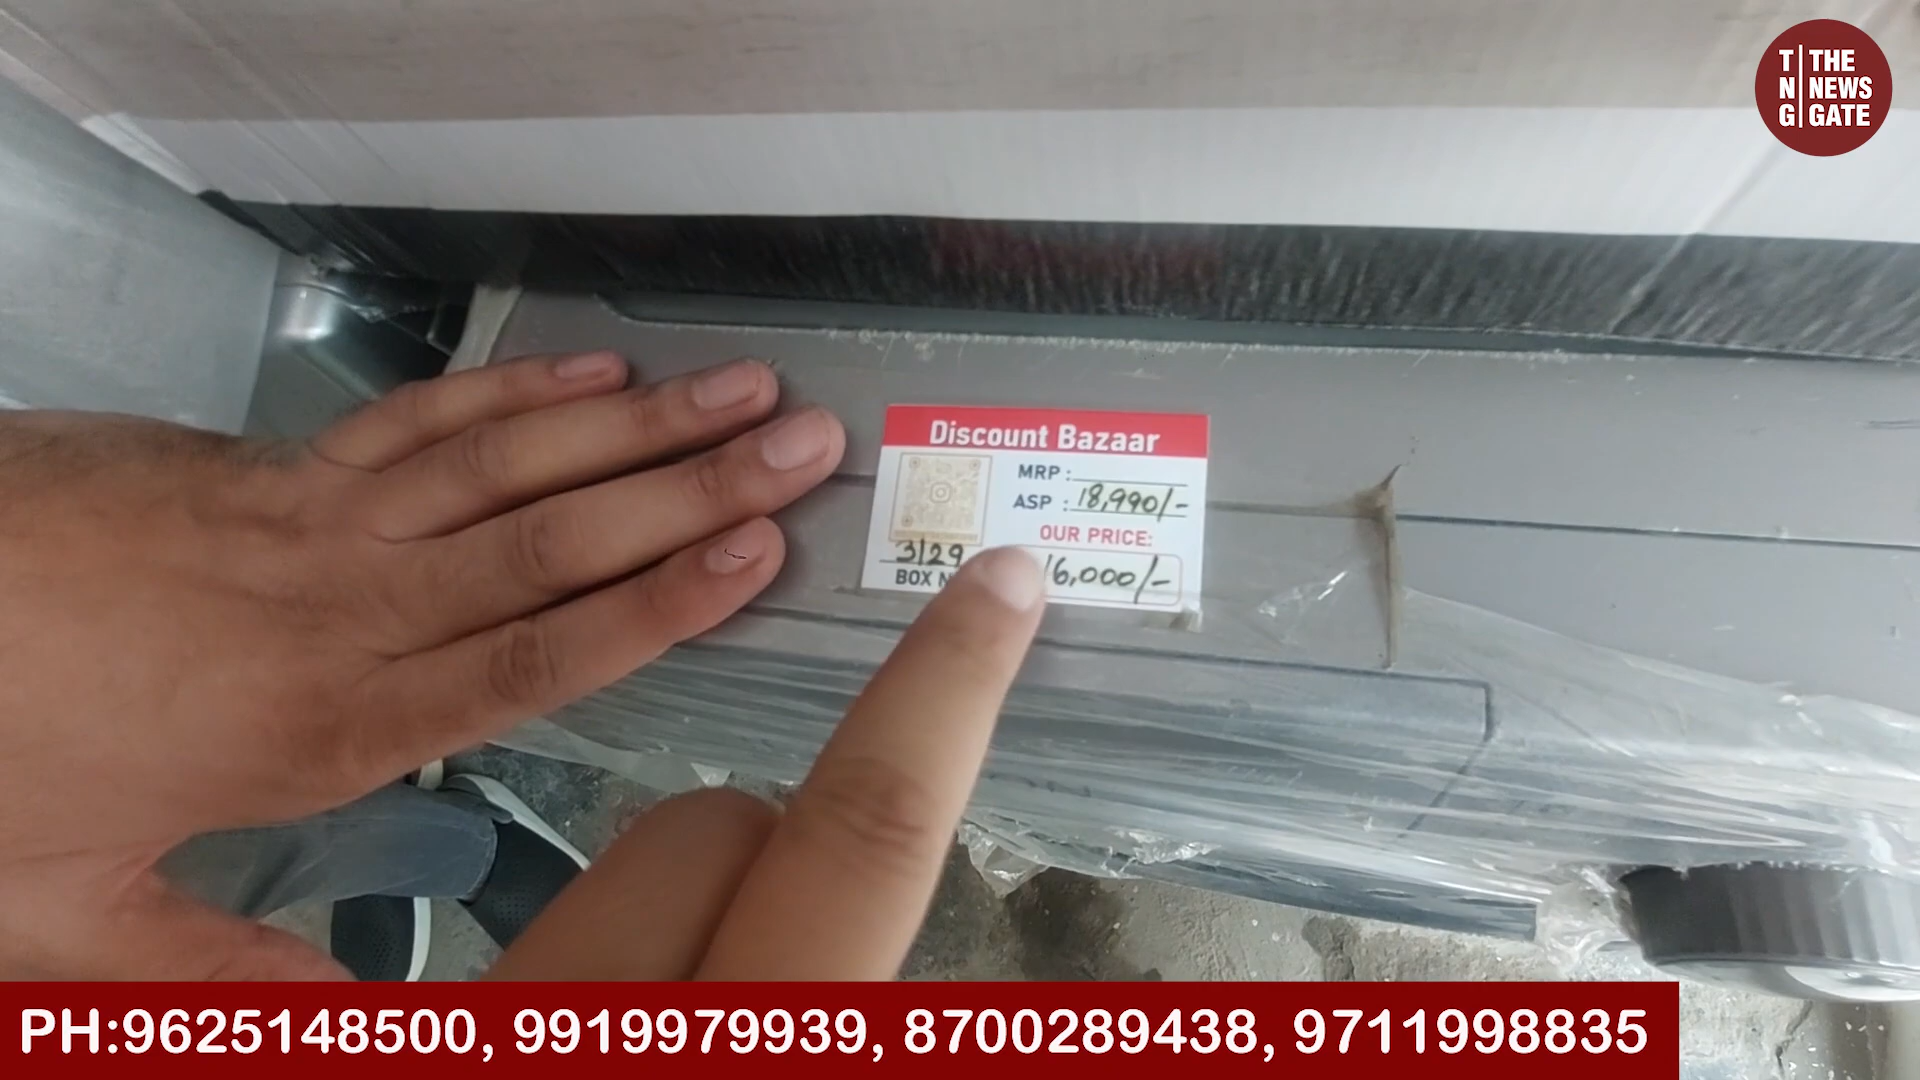 T THE
N NEWS
G GATE
Discount Bazaar
MRP :
ASP : 18,990/-
OUR PRICE:
3129
16,000/-
BOX
PH:9625148500, 9919979939, 8700289438, 9711998835